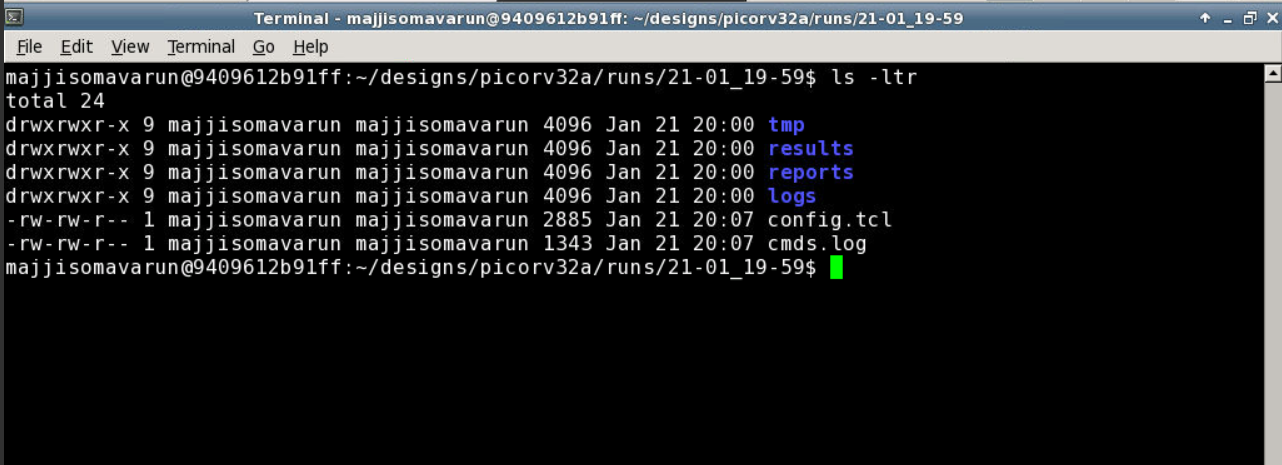 Terminal - majjisomavarun@9409612b91ff: ~/designs/picorv32a/runs/21-01_19-59
File Edit View Terminal Go Help
majjisomavarun@9409612b91ff:~/designs/picorv32a/runs/21-01_19-59$ ls -ltr
total 24
drwxrwxr-x 9 majjisomavarun majjisomavarun 4096 Jan 21 20:00 tmp
drwxrwxr-x 9 majjisomavarun majjisomavarun 4096 Jan 21 20:00 results
drwxrwxr-x 9 majjisomavarun majjisomavarun 4096 Jan 21 20:00 reports
drwxrwxr-x 9 majjisomavarun majjisomavarun 4096 Jan 21 20:00 logs
-rw-rw-r-- 1 majjisomavarun majjisomavarun 2885 Jan 21 20:07 config.tcl
-rw-rw-r-- 1 majjisomavarun majjisomavarun 1343 Jan 21 20:07 cmds.log
majjisomavarun@9409612b91ff:~/designs/picorv32a/runs/21-01_19-59$